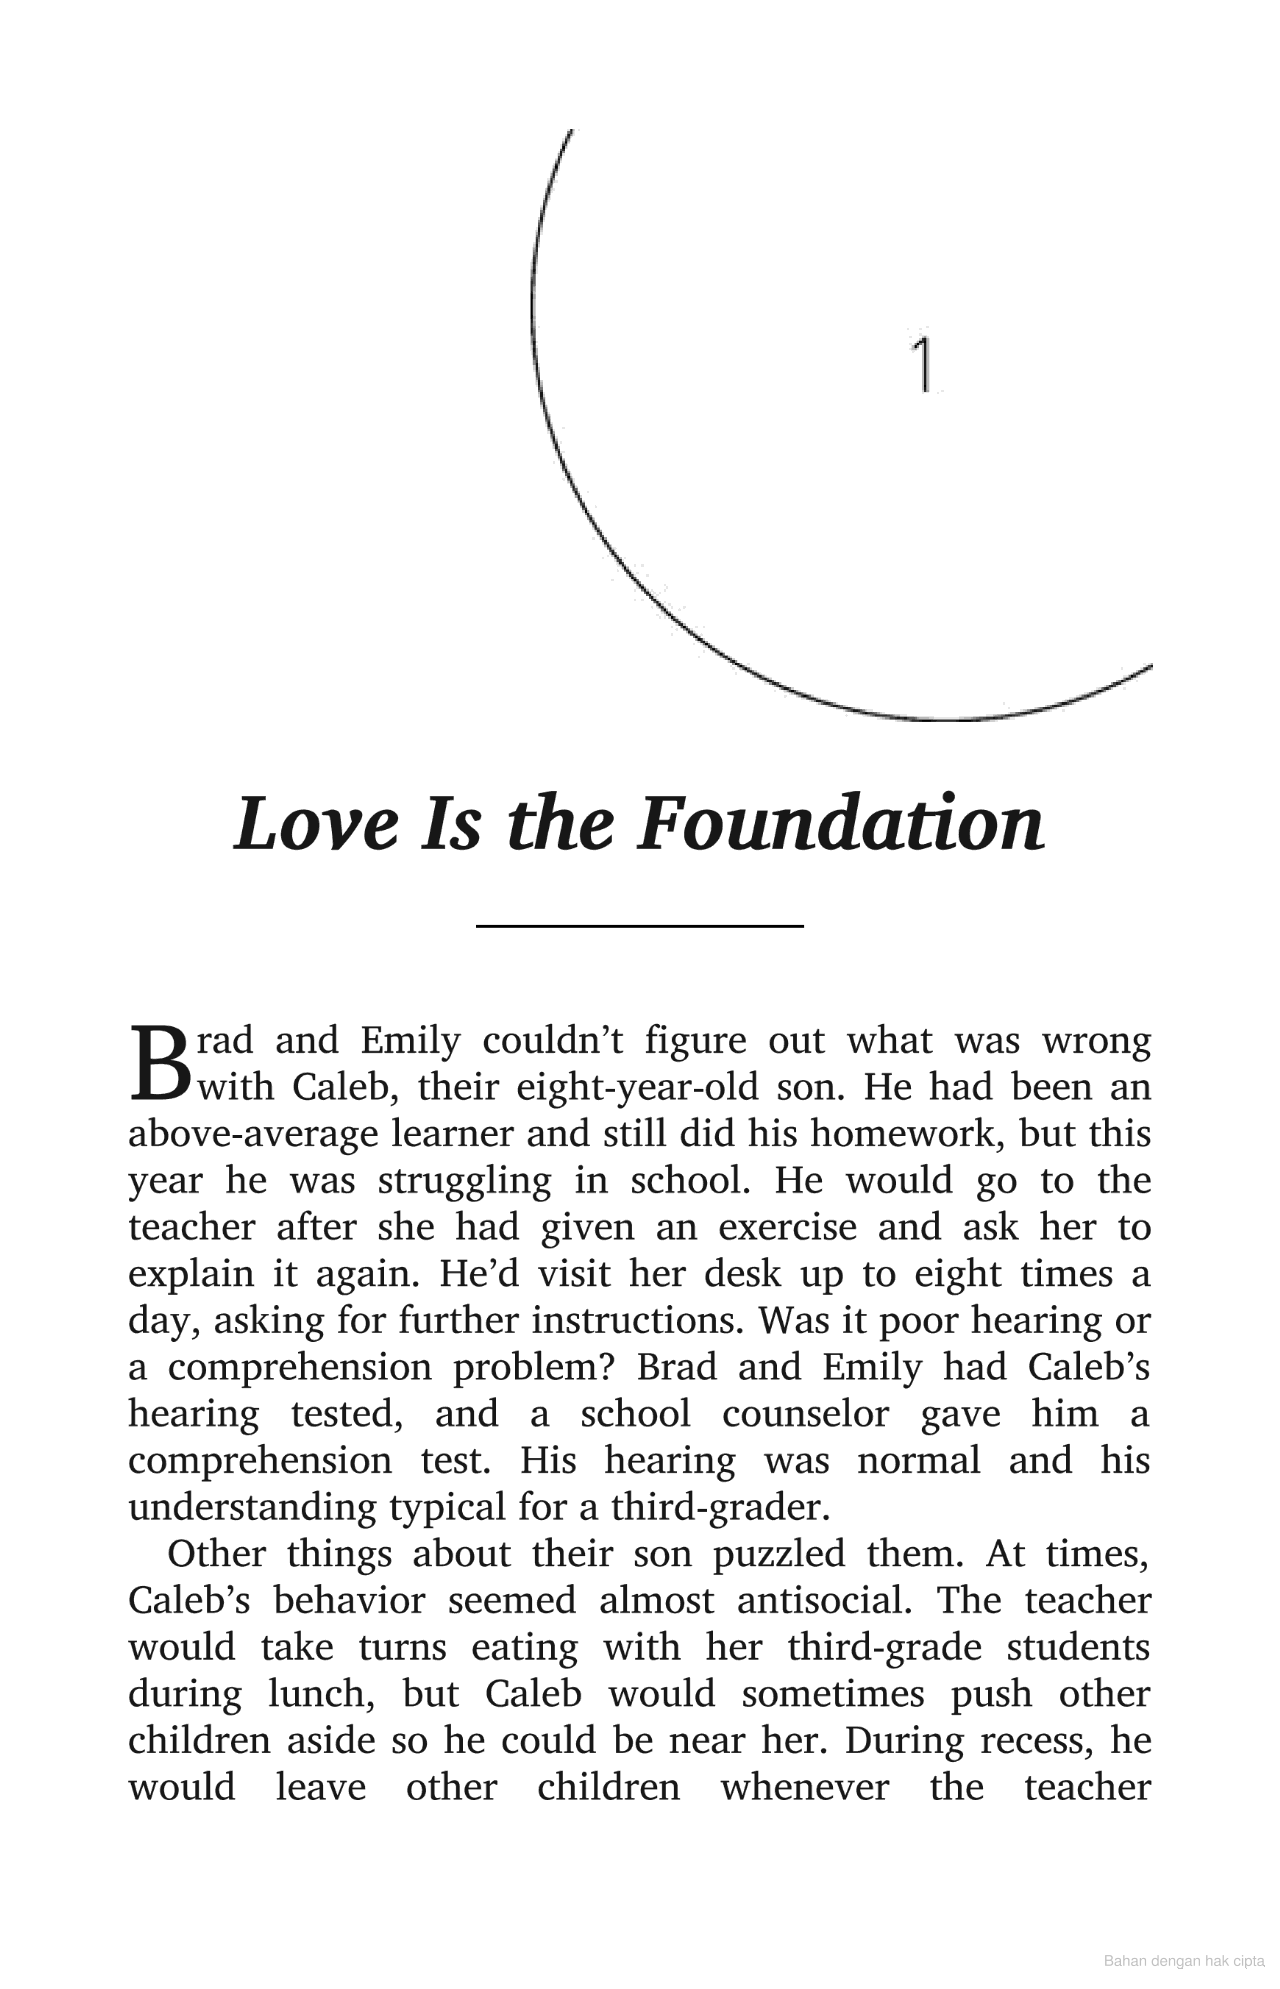 1
Love Is the Foundation
Brad and Emily couldn’t figure out what was wrong
with Caleb, their eight-year-old son. He had been an
above-average learner and still did his homework, but this
year he was struggling in school. He would go to the
teacher after she had given an exercise and ask her to
explain it again. He’d visit her desk up to eight times a
day, asking for further instructions. Was it poor hearing or
a comprehension problem? Brad and Emily had Caleb’s
hearing tested, and a school counselor gave him a
comprehension test. His hearing was normal and his
understanding typical for a third-grader.
Other things about their son puzzled them. At times,
Caleb’s behavior seemed almost antisocial. The teacher
would take turns eating with her third-grade students
during lunch, but Caleb would sometimes push other
children aside so he could be near her. During recess, he
would leave other children whenever the teacher
Bahan dengan hak cipta